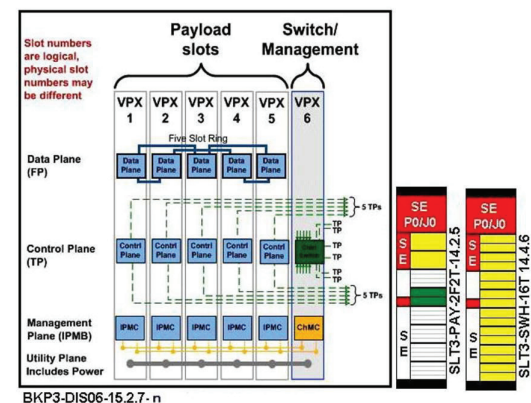 Payload
slots
Switch/
Management
Slot numbers
are logical,
physical slot
numbers may
be different
VPX
1
VPX
2
VPX
3
VPX
4
VPX
5
VPX
6
Five Slot Ring
Data Plane
(FP)
Data
Plane
Data
Plane
Data
Plane
Data
Plane
Data
Plane
5 TPs
TP
TP
Control Plane
(TP)
Contrl
Plane
Contrl
Plane
Contrl
Plane
Contrl
Plane
Contrl
Plane
TP
TP
TP
TP
5 TPs
Management
Plane (IPMB)
IPMC
IPMC
IPMC
IPMC
IPMC
ChMC
Utility Plane
Includes Power
BKP3-DIS06-15.2.7- n
SE
P0/J0
S
E
S
E
SLT3-PAY-2F2T-14.2.5
SE
P0/J0
S
E
S
E
SLT3-SWH-16T 14.4.6